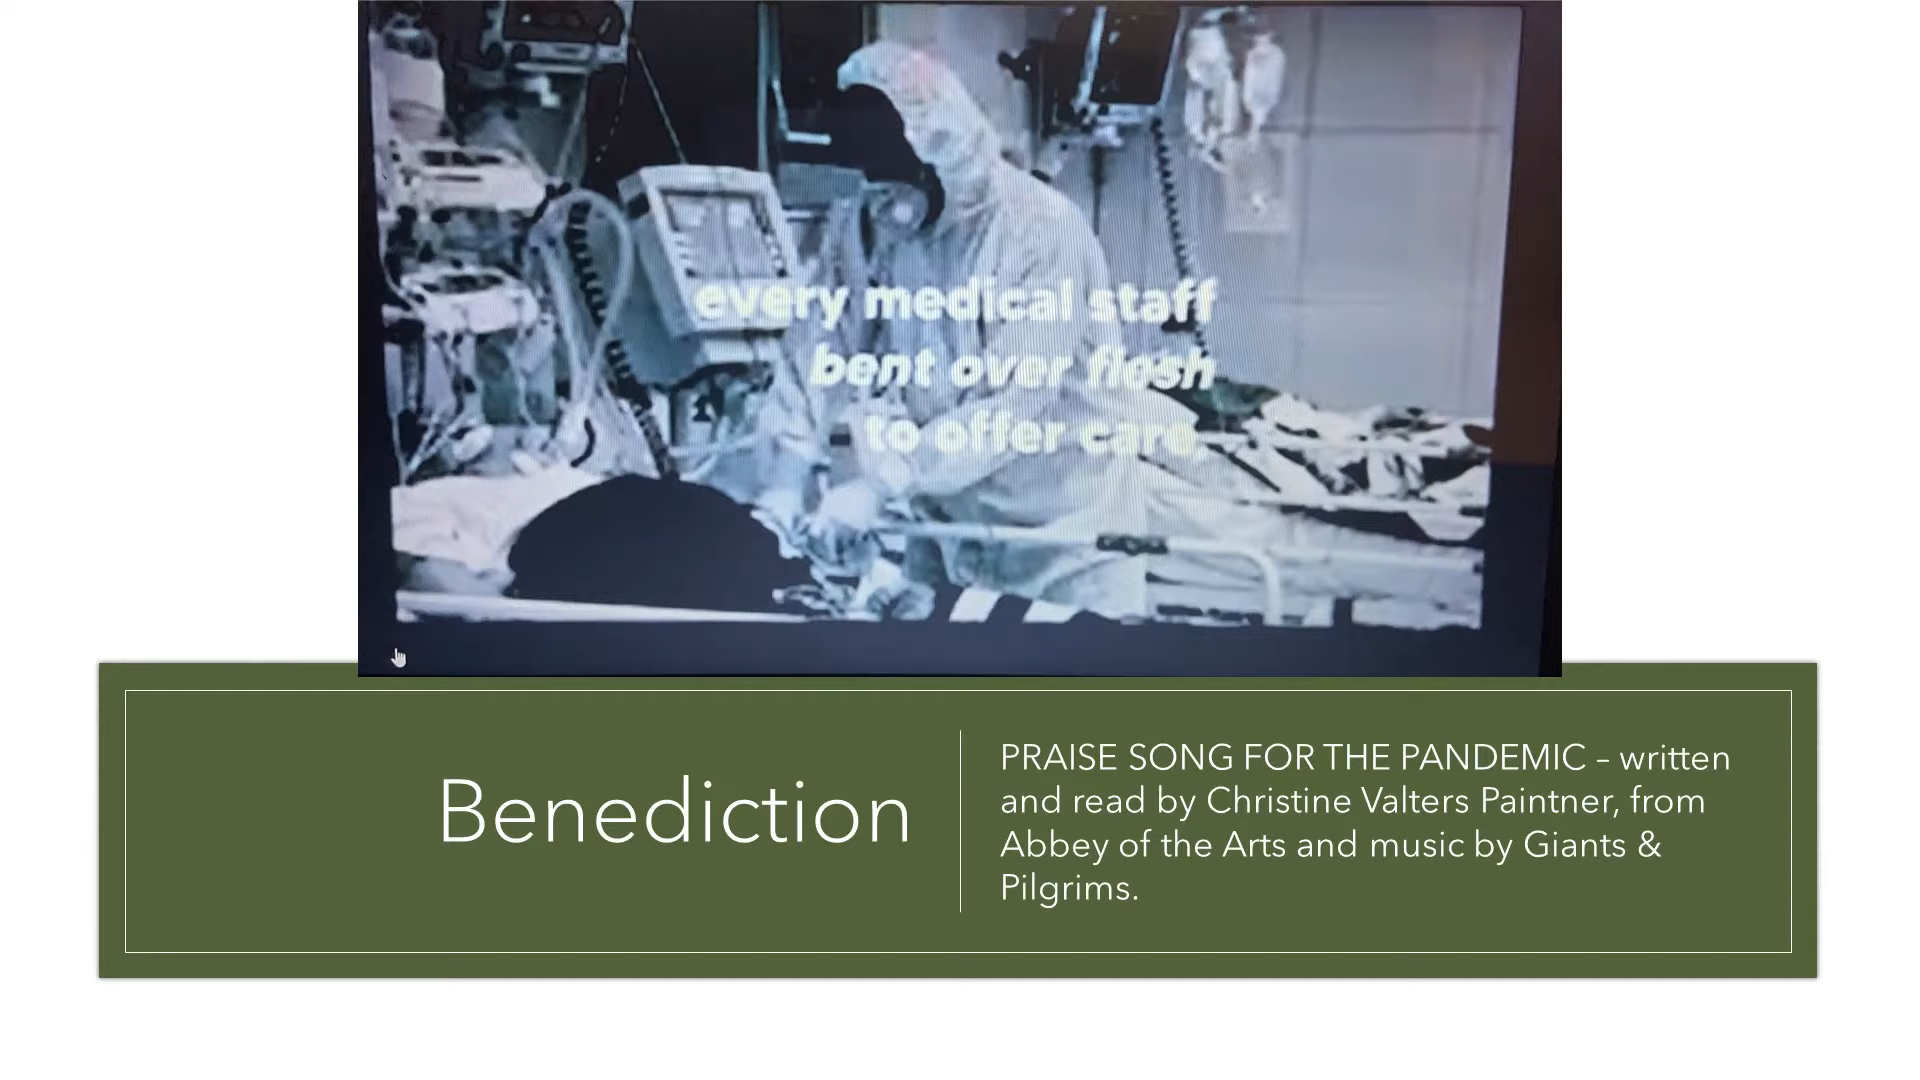 every medical staff
bent over flesh
to offer care,
Benediction
PRAISE SONG FOR THE PANDEMIC – written
and read by Christine Valters Paintner, from
Abbey of the Arts and music by Giants &
Pilgrims.